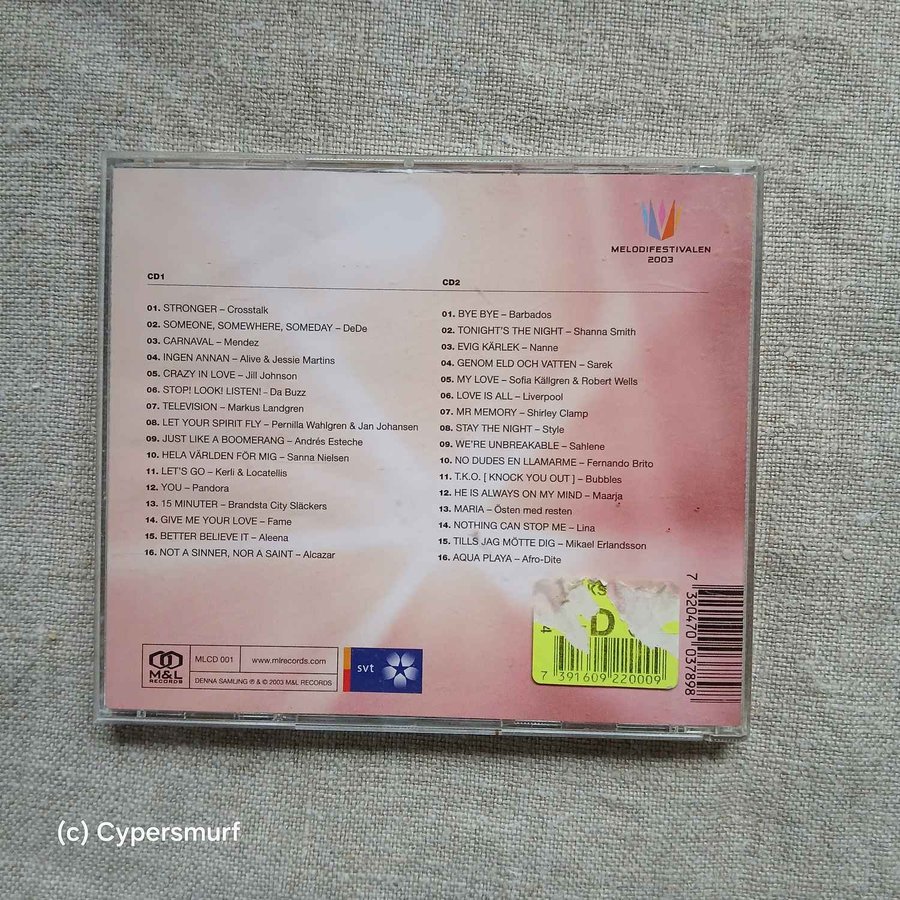 MELODIFESTIVALEN
2003
CD1
01. STRONGER – Crosstalk
02. SOMEONE, SOMEWHERE, SOMEDAY – DeDe
03. CARNAVAL – Mendez
04. INGEN ANNAN – Alive & Jessie Martins
05. CRAZY IN LOVE – Jill Johnson
06. STOP! LOOK! LISTEN! – Da Buzz
07. TELEVISION – Markus Landgren
08. LET YOUR SPIRIT FLY – Pernilla Wahlgren & Jan Johansen
09. JUST LIKE A BOOMERANG – Andrés Esteche
10. HELA VÄRLDEN FÖR MIG – Sanna Nielsen
11. LET'S GO – Kerli & Locatellis
12. YOU – Pandora
13. 15 MINUTER – Brandsta City Släckers
14. GIVE ME YOUR LOVE – Fame
15. BETTER BELIEVE IT – Aleena
16. NOT A SINNER, NOR A SAINT – Alcazar
CD2
01. BYE BYE – Barbados
02. TONIGHT'S THE NIGHT – Shanna Smith
03. EVIG KÄRLEK – Nanne
04. GENOM ELD OCH VATTEN – Sarek
05. MY LOVE – Sofia Källgren & Robert Wells
06. LOVE IS ALL – Liverpool
07. MR MEMORY – Shirley Clamp
08. STAY THE NIGHT – Style
09. WE'RE UNBREAKABLE – Sahlene
10. NO DUDES EN LLAMARME – Fernando Brito
11. T.K.O. [ KNOCK YOU OUT ] – Bubbles
12. HE IS ALWAYS ON MY MIND – Maarja
13. MARIA – Östen med resten
14. NOTHING CAN STOP ME – Lina
15. TILLS JAG MÖTTE DIG – Mikael Erlandsson
16. AQUA PLAYA – Afro-Dite
M&L
RECORDS
MLCD 001
www.mlrecords.com
DENNA SAMLING ℗ & © 2003 M&L RECORDS
svt
D
4
7 391609 220009
7 320470 037898
(c) Cypersmurf